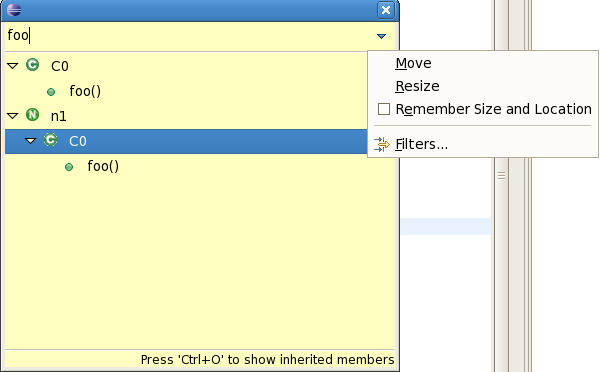 foo
C0
foo()
n1
C0
foo()
Move
Resize
Remember Size and Location
Filters...
Press 'Ctrl+O' to show inherited members